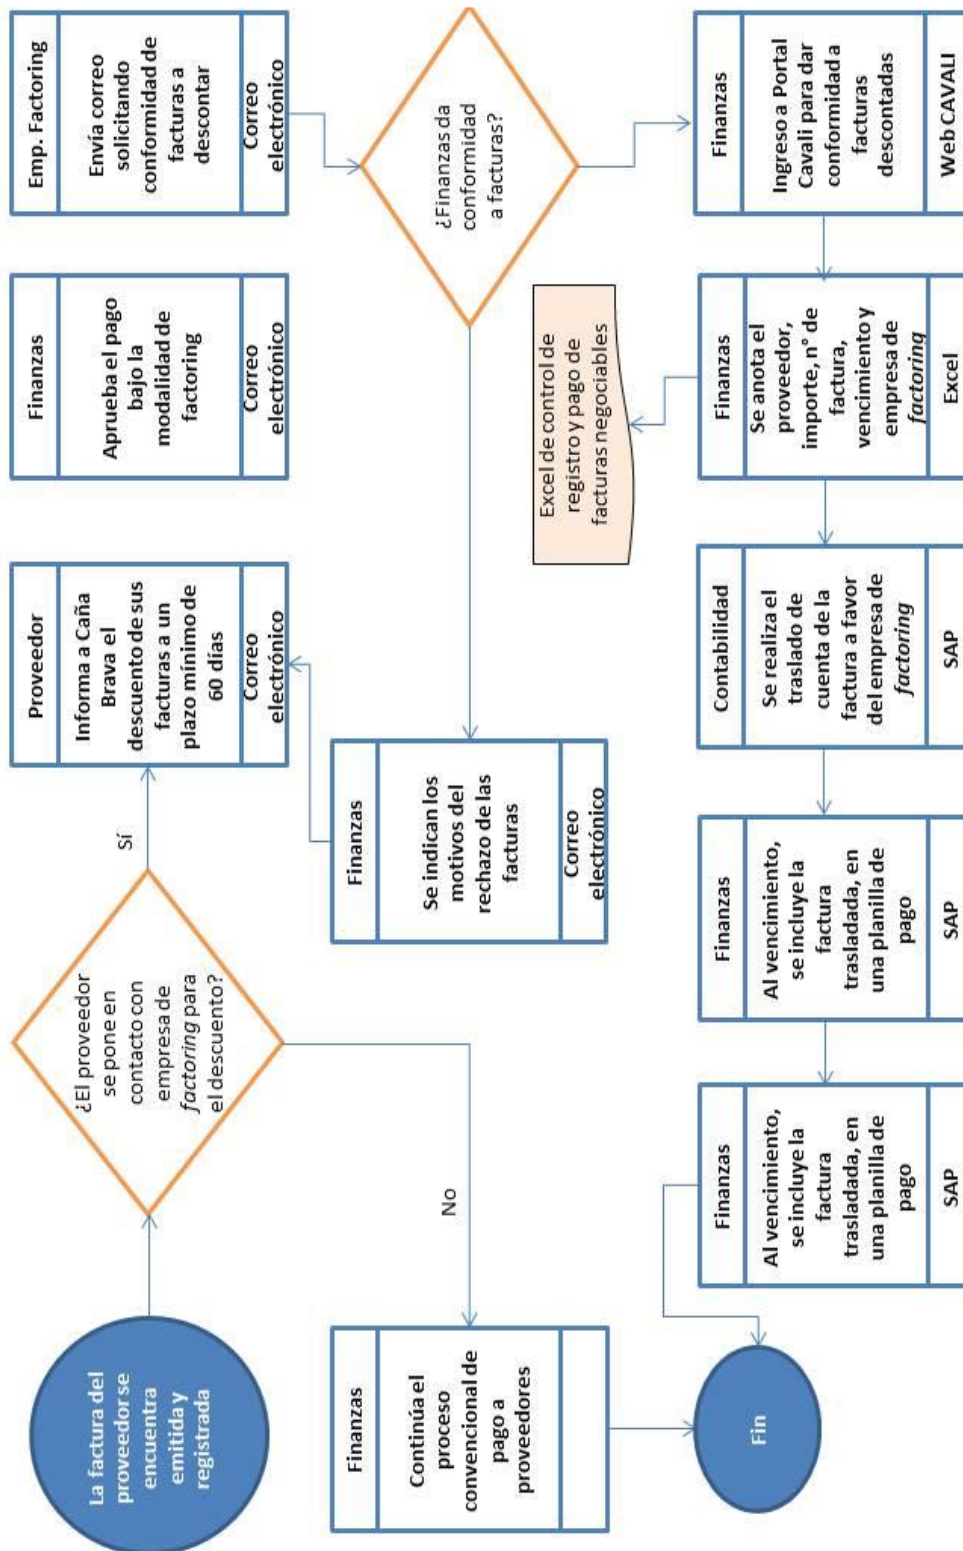 La factura del
proveedor se
encuentra
emitida y
registrada
¿El proveedor
se pone en
contacto con
empresa de
factoring para
el descuento?
Sí
No
Proveedor
Informa a Caña
Brava el
descuento de sus
facturas a un
plazo mínimo de
60 días
Correo
electrónico
Finanzas
Aprueba el pago
bajo la
modalidad de
factoring
Correo
electrónico
Emp. Factoring
Envía correo
solicitando
conformidad de
facturas a
descontar
Correo
electrónico
Finanzas
Continúa el
proceso
convencional de
pago a
proveedores
Finanzas
Se indican los
motivos del
rechazo de las
facturas
Correo
electrónico
Excel de control de
registro y pago de
facturas negociables
¿Finanzas da
conformidad
a facturas?
Fin
Finanzas
Al vencimiento,
se incluye la
factura
trasladada, en
una planilla de
pago
SAP
Finanzas
Al vencimiento,
se incluye la
factura
trasladada, en
una planilla de
pago
SAP
Contabilidad
Se realiza el
traslado de
cuenta de la
factura a favor
del empresa de
factoring
SAP
Finanzas
Se anota el
proveedor,
importe, n° de
factura,
vencimiento y
empresa de
factoring
Excel
Finanzas
Ingreso a Portal
Cavali para dar
conformidad a
facturas
descontadas
Web CAVALI